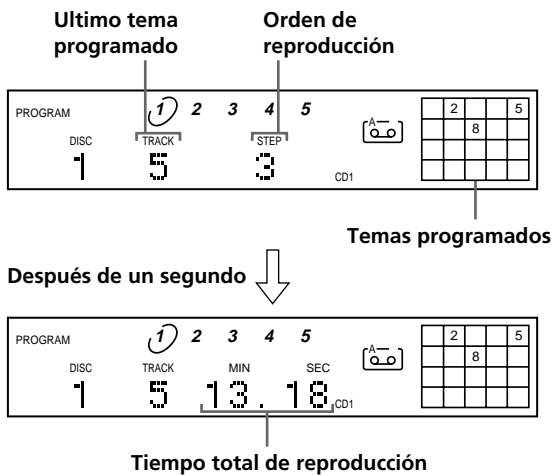 Ultimo tema programado
Orden de reproducción
PROGRAM 1 2 3 4 5
DISC TRACK STEP A
1 5 3 CD1
2 5
8
Temas programados
Después de un segundo
PROGRAM 1 2 3 4 5
DISC TRACK MIN SEC A
1 5 13.18 CD1
2 5
8
Tiempo total de reproducción